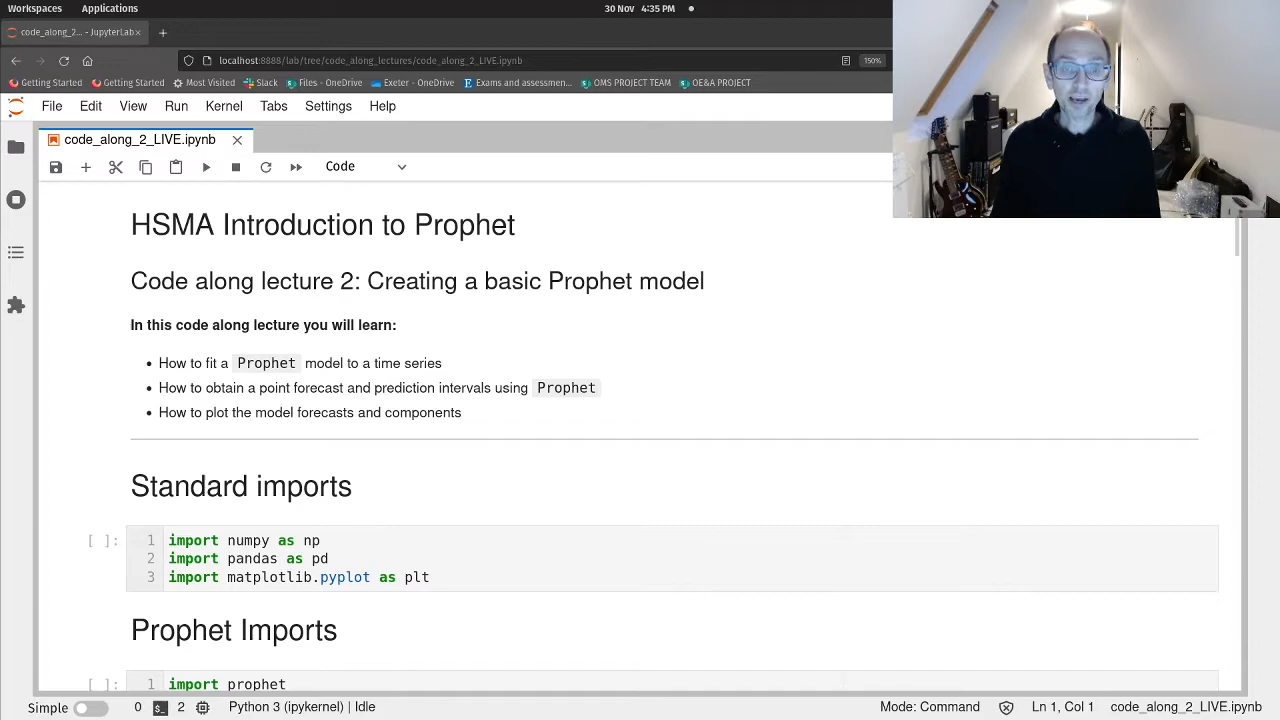 Workspaces Applications 30 Nov 4:35 PM
code_along_2... - JupyterLab
localhost:8888/lab/tree/code_along_lectures/code_along_2_LIVE.ipynb 150%
Getting Started Getting Started Most Visited Slack Files - OneDrive Exeter - OneDrive Exams and assessmen... OMS PROJECT TEAM OE&A PROJECT
File Edit View Run Kernel Tabs Settings Help
code_along_2_LIVE.ipynb
Code
HSMA Introduction to Prophet
Code along lecture 2: Creating a basic Prophet model
In this code along lecture you will learn:
• How to fit a Prophet model to a time series
• How to obtain a point forecast and prediction intervals using Prophet
• How to plot the model forecasts and components
Standard imports
[ ]: 1 import numpy as np
2 import pandas as pd
3 import matplotlib.pyplot as plt
Prophet Imports
[ ]: 1 import prophet
Simple 0 2 Python 3 (ipykernel) | Idle Mode: Command Ln 1, Col 1 code_along_2_LIVE.ipynb